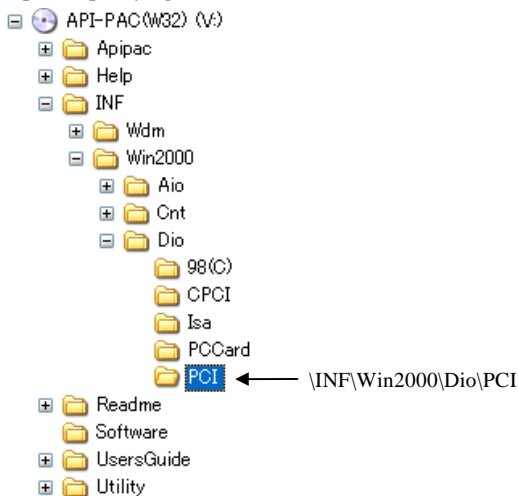 API-PAC(W32) (V:)
Apipac
Help
INF
Wdm
Win2000
Aio
Cnt
Dio
98(C)
CPCI
Isa
PCCard
PCI \INF\Win2000\Dio\PCI
Readme
Software
UsersGuide
Utility